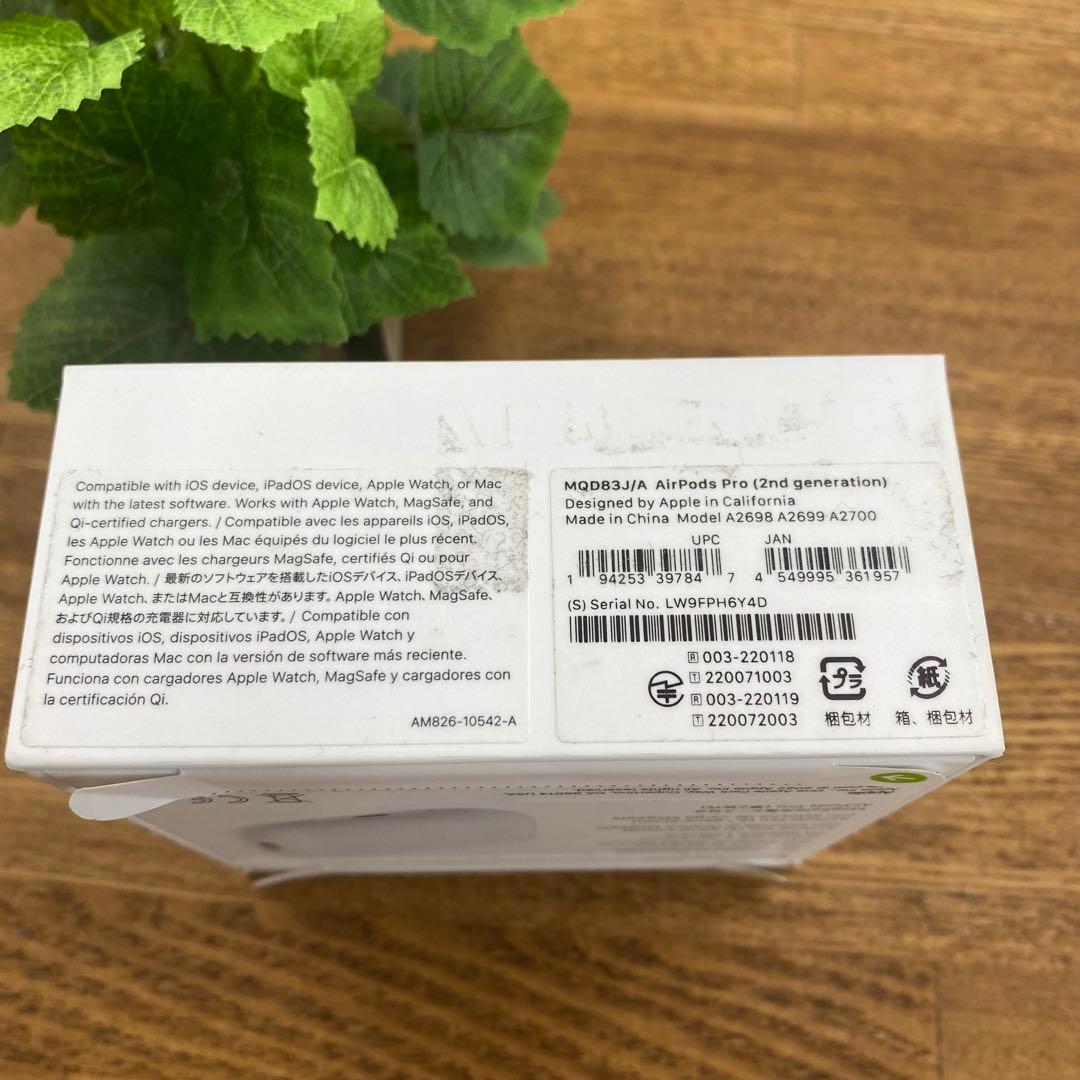 Compatible with iOS device, iPadOS device, Apple Watch, or Mac
with the latest software. Works with Apple Watch, MagSafe, and
Qi-certified chargers. / Compatible avec les appareils iOS, iPadOS,
les Apple Watch ou les Mac équipés du logiciel le plus récent.
Fonctionne avec les chargeurs MagSafe, certifiés Qi ou pour
Apple Watch. / 最新のソフトウェアを搭載したiOSデバイス、iPadOSデバイス、
Apple Watch、またはMacと互換性があります。Apple Watch、MagSafe、
およびQi規格の充電器に対応しています。/ Compatible con
dispositivos iOS, dispositivos iPadOS, Apple Watch y
computadoras Mac con la versión de software más reciente.
Funciona con cargadores Apple Watch, MagSafe y cargadores con
la certificación Qi.
AM826-10542-A
MQD83J/A AirPods Pro (2nd generation)
Designed by Apple in California
Made in China Model A2698 A2699 A2700
UPC JAN
1 94253 39784 7 4 549995 361957
(S) Serial No. LW9FPH6Y4D
R 003-220118
T 220071003
R 003-220119
T 220072003
プラ
梱包材
紙
箱、梱包材